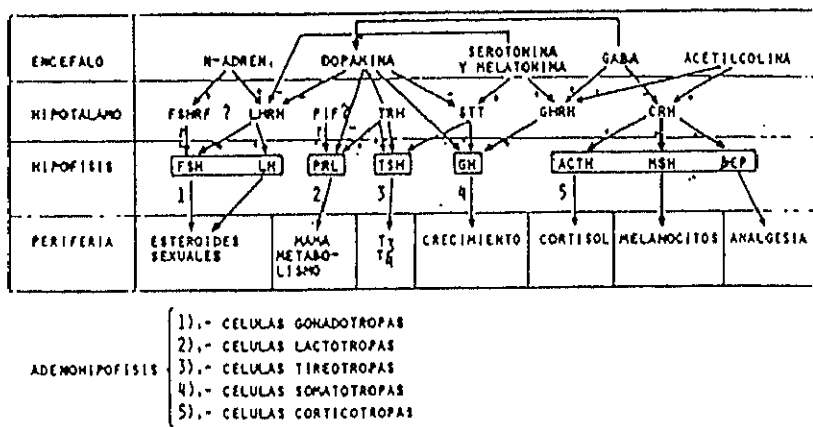 ENCEFALO N-ADREN. DOPAMINA SEROTONINA Y MELATONINA GABA ACETILCOLINA
HIPOTALAMO FSHRF ? LHRH PIF? TRH STT GHRH CRH
HIPOFISIS FSH LH PRL TSH GH ACTH MSH BEP
1 2 3 4 5
PERIFERIA ESTEROIDES SEXUALES MAMA METABOLISMO T3 T4 CRECIMIENTO CORTISOL MELANOCITOS ANALGESIA
ADENOHIPOFISIS
1).- CELULAS GONADOTROPAS
2).- CELULAS LACTOTROPAS
3).- CELULAS TIREOTROPAS
4).- CELULAS SOMATOTROPAS
5).- CELULAS CORTICOTROPAS